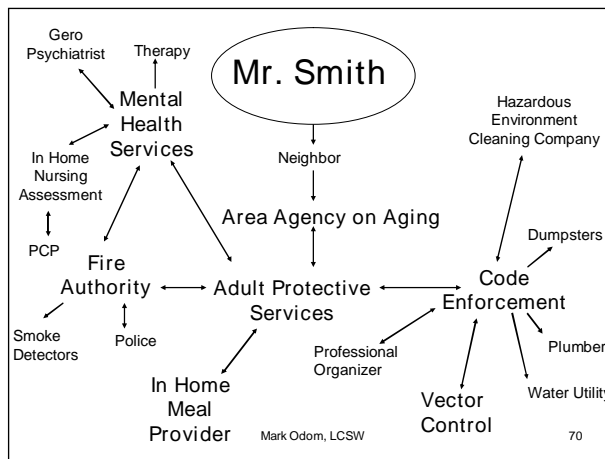 Gero
Psychiatrist
Therapy
Mr. Smith
Mental
Health
Services
Hazardous
Environment
Cleaning Company
In Home
Nursing
Assessment
Neighbor
PCP
Area Agency on Aging
Dumpsters
Fire
Authority
Adult Protective
Services
Code
Enforcement
Smoke
Detectors
Police
Professional
Organizer
Plumber
In Home
Meal
Provider
Vector
Control
Water Utility
Mark Odom, LCSW
70